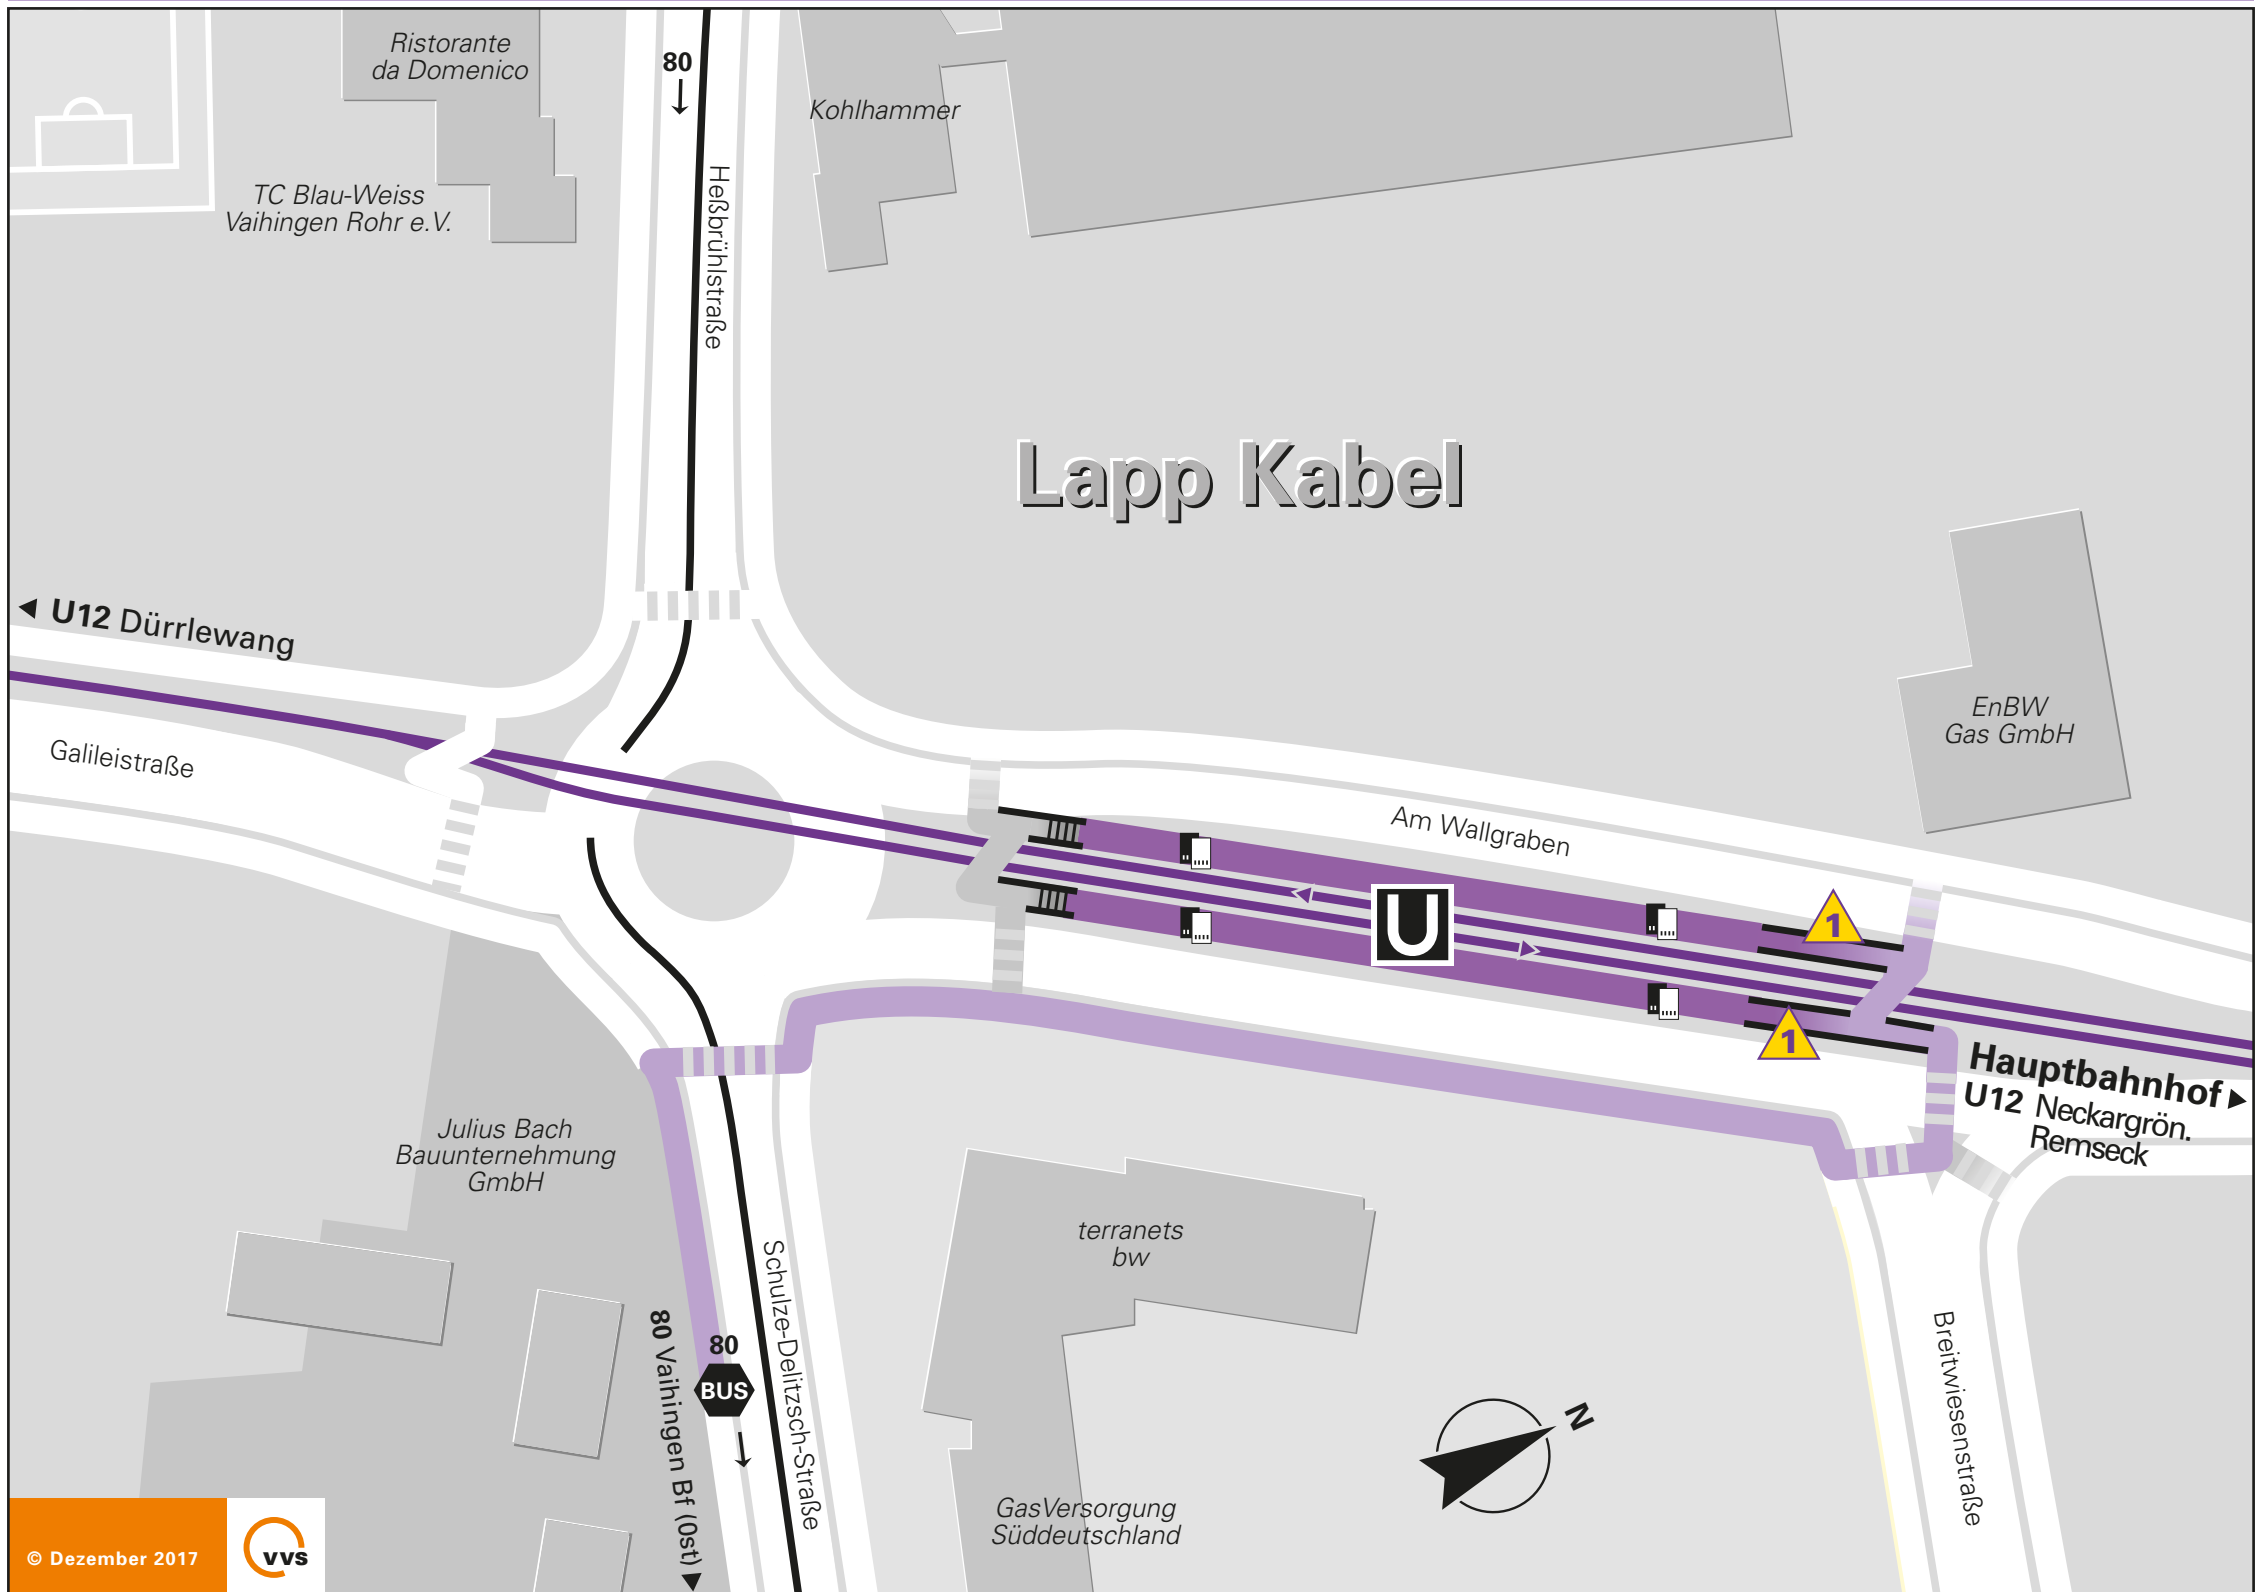 Ristorante
da Domenico
80
Kohlhammer
TC Blau-Weiss
Vaihingen Rohr e.V.
Heßbrühlstraße
Lapp Kabel
U12 Dürrlewang
Galileistraße
EnBW
Gas GmbH
Am Wallgraben
U
1
1
Hauptbahnhof
U12 Neckargrön.
Remseck
Julius Bach
Bauunternehmung
GmbH
terranets
bw
Schulze-Delitzsch-Straße
80 Vaihingen Bf (Ost)
80
BUS
Breitwiesenstraße
N
GasVersorgung
Süddeutschland
© Dezember 2017
vvs